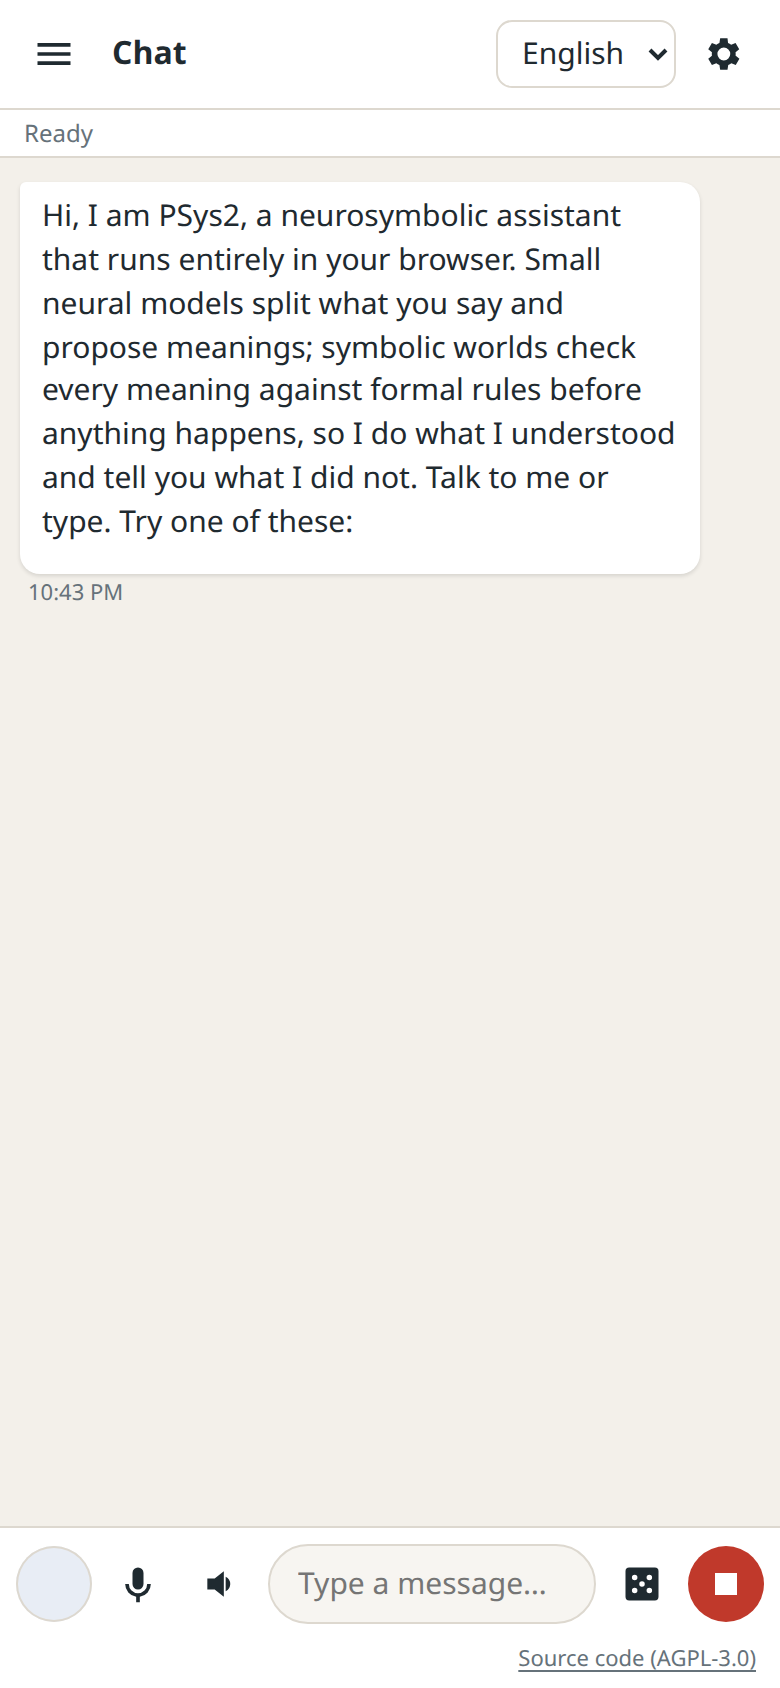 Chat
English
Ready
Hi, I am PSys2, a neurosymbolic assistant
that runs entirely in your browser. Small
neural models split what you say and
propose meanings; symbolic worlds check
every meaning against formal rules before
anything happens, so I do what I understood
and tell you what I did not. Talk to me or
type. Try one of these:
10:43 PM
Type a message...
Source code (AGPL-3.0)